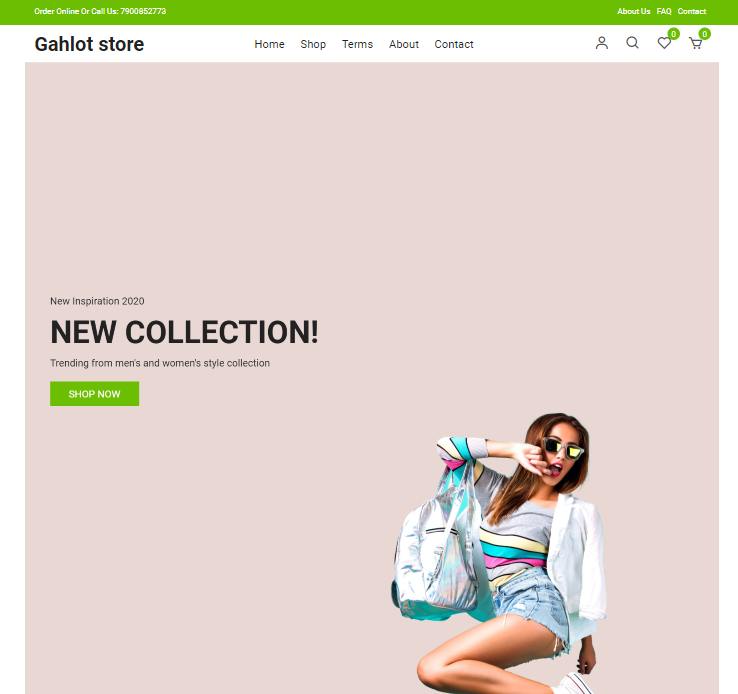 Order Online Or Call Us: 7900852773
About Us FAQ Contact
Gahlot store
Home Shop Terms About Contact
0 0
New Inspiration 2020
NEW COLLECTION!
Trending from men's and women's style collection
SHOP NOW